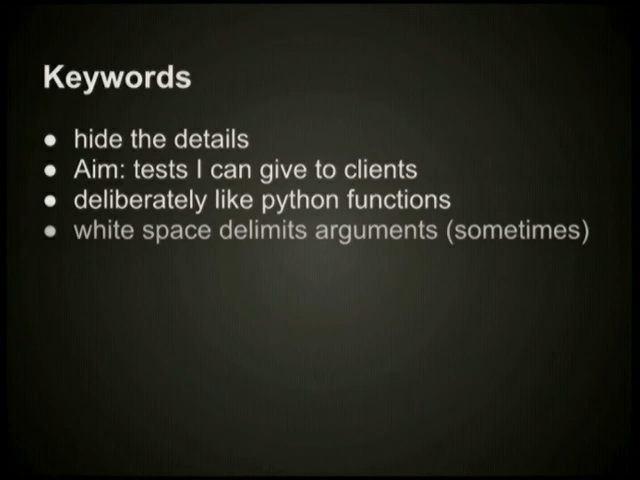 Keywords
● hide the details
● Aim: tests I can give to clients
● deliberately like python functions
● white space delimits arguments (sometimes)